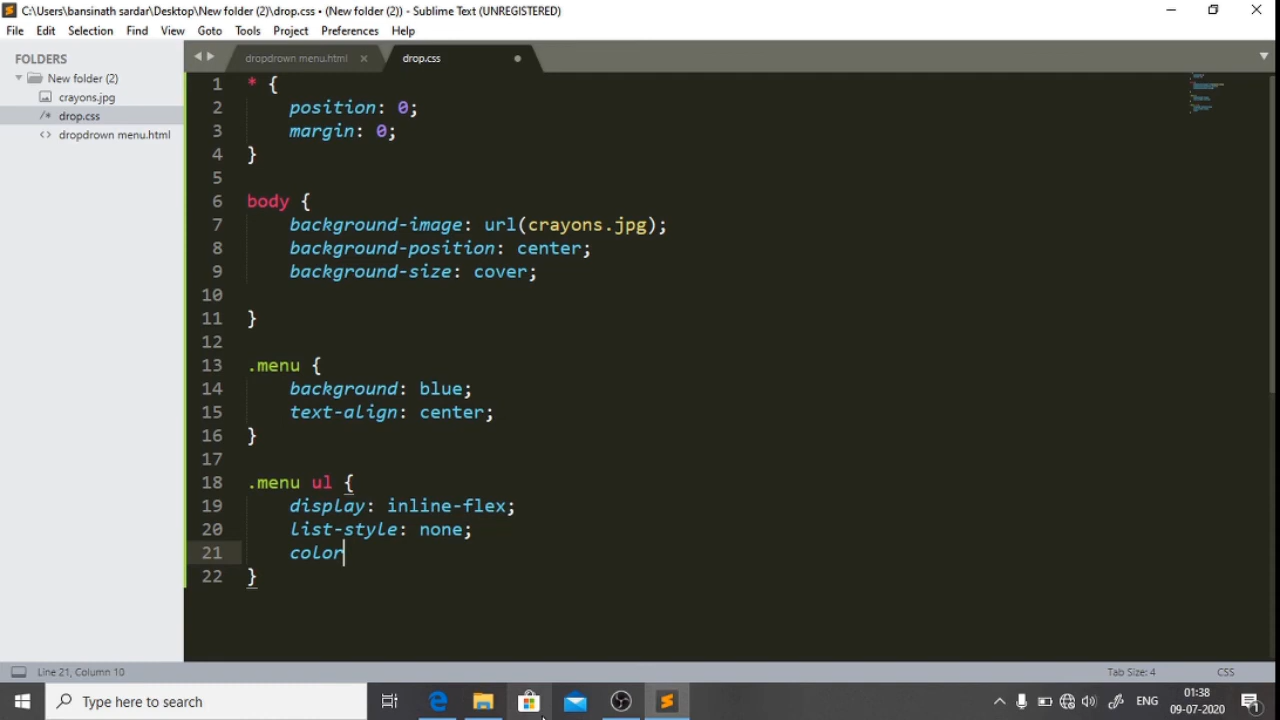 C:\Users\bansinath sardar\Desktop\New folder (2)\drop.css • (New folder (2)) - Sublime Text (UNREGISTERED)
File Edit Selection Find View Goto Tools Project Preferences Help
FOLDERS
New folder (2)
crayons.jpg
/* drop.css
<> dropdrown menu.html
dropdrown menu.html ×
drop.css
1 * {
2 position: 0;
3 margin: 0;
4 }
5
6 body {
7 background-image: url(crayons.jpg);
8 background-position: center;
9 background-size: cover;
10
11 }
12
13 .menu {
14 background: blue;
15 text-align: center;
16 }
17
18 .menu ul {
19 display: inline-flex;
20 list-style: none;
21 color
22 }
Line 21, Column 10
Tab Size: 4
CSS
Type here to search
ENG
01:38
09-07-2020
1